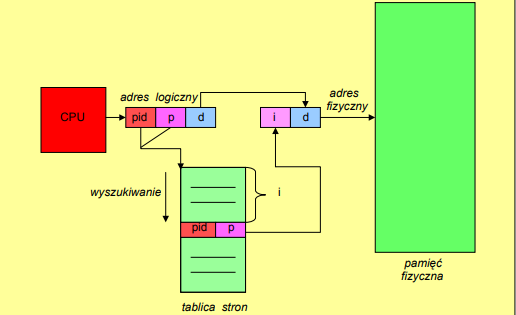 adres logiczny
adres
fizyczny
CPU
pid
p
d
i
d
wyszukiwanie
i
pid
p
pamięć
fizyczna
tablica stron